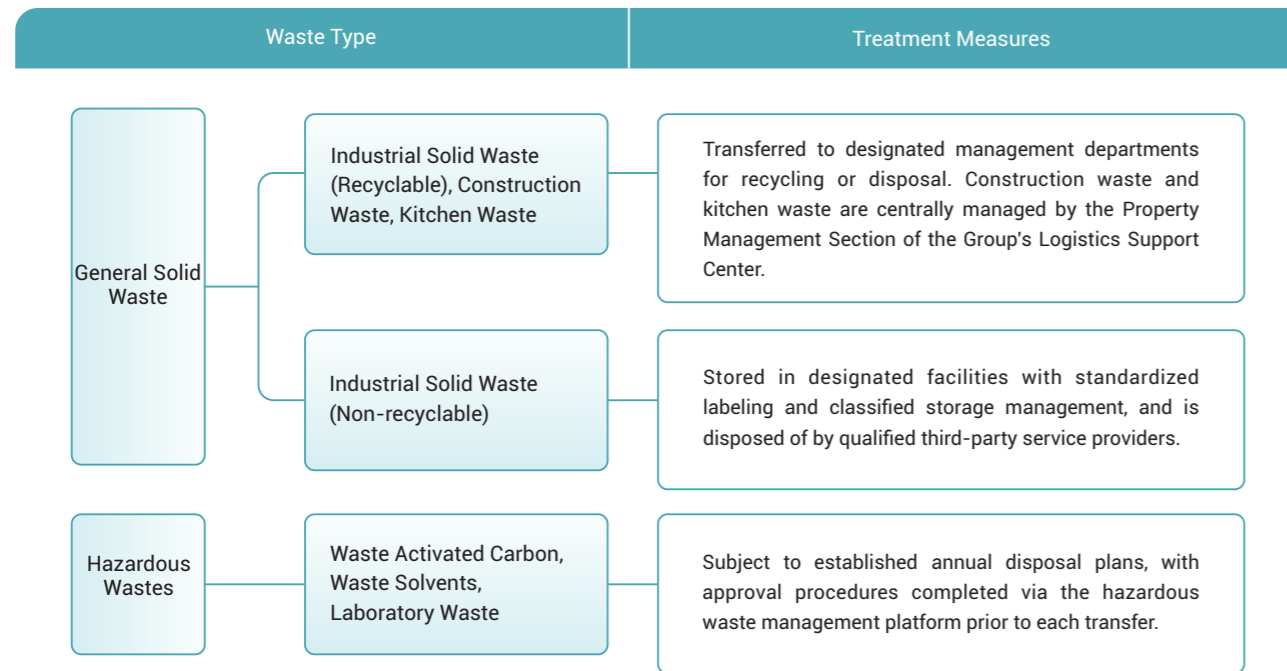 Waste Type
Treatment Measures
General Solid
Waste
Industrial Solid Waste
(Recyclable), Construction
Waste, Kitchen Waste
Transferred to designated management departments
for recycling or disposal. Construction waste and
kitchen waste are centrally managed by the Property
Management Section of the Group's Logistics Support
Center.
Industrial Solid Waste
(Non-recyclable)
Stored in designated facilities with standardized
labeling and classified storage management, and is
disposed of by qualified third-party service providers.
Hazardous
Wastes
Waste Activated Carbon,
Waste Solvents,
Laboratory Waste
Subject to established annual disposal plans, with
approval procedures completed via the hazardous
waste management platform prior to each transfer.